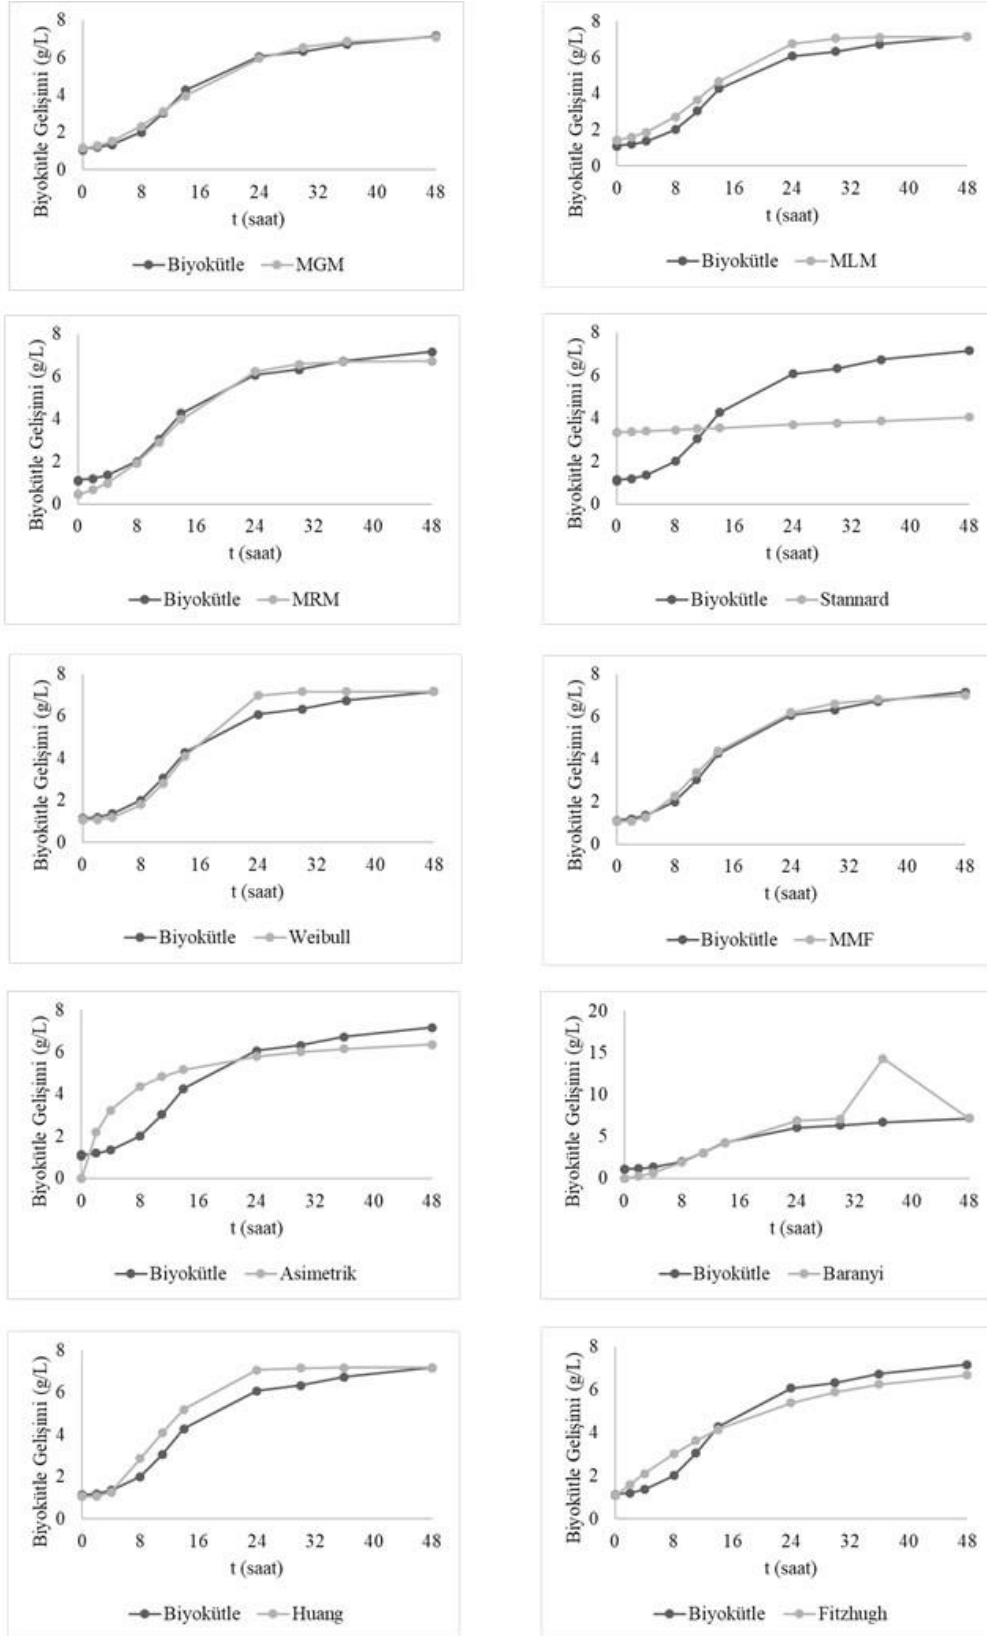 Biyokütle Gelişimi (g/L)
8
6
4
2
0
0 8 16 24 32 40 48
t (saat)
Biyokütle MGM
Biyokütle Gelişimi (g/L)
8
6
4
2
0
0 8 16 24 32 40 48
t (saat)
Biyokütle MLM
Biyokütle Gelişimi (g/L)
8
6
4
2
0
0 8 16 24 32 40 48
t (saat)
Biyokütle MRM
Biyokütle Gelişimi (g/L)
8
6
4
2
0
0 8 16 24 32 40 48
t (saat)
Biyokütle Stannard
Biyokütle Gelişimi (g/L)
8
6
4
2
0
0 8 16 24 32 40 48
t (saat)
Biyokütle Weibull
Biyokütle Gelişimi (g/L)
8
6
4
2
0
0 8 16 24 32 40 48
t (saat)
Biyokütle MMF
Biyokütle Gelişimi (g/L)
8
6
4
2
0
0 8 16 24 32 40 48
t (saat)
Biyokütle Asimetrik
Biyokütle Gelişimi (g/L)
20
15
10
5
0
0 8 16 24 32 40 48
t (saat)
Biyokütle Baranyi
Biyokütle Gelişimi (g/L)
8
6
4
2
0
0 8 16 24 32 40 48
t (saat)
Biyokütle Huang
Biyokütle Gelişimi (g/L)
8
6
4
2
0
0 8 16 24 32 40 48
t (saat)
Biyokütle Fitzhugh